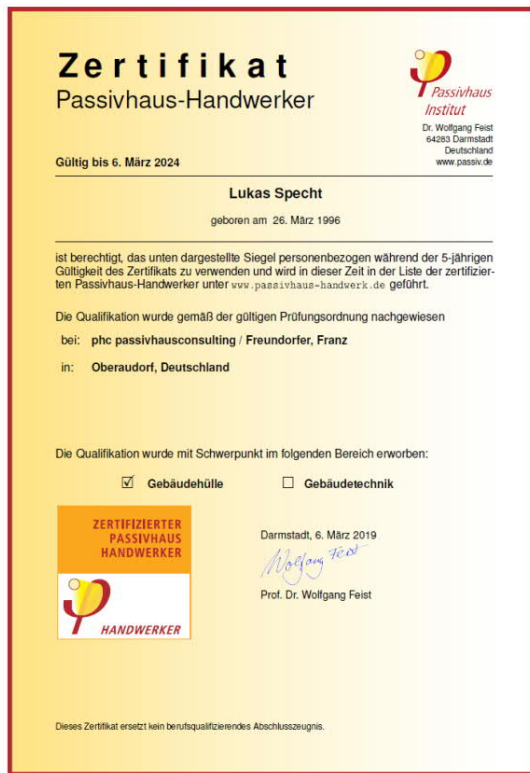 Zertifikat
Passivhaus-Handwerker
Passivhaus
Institut
Dr. Wolfgang Feist
64283 Darmstadt
Deutschland
www.passiv.de
Gültig bis 6. März 2024
Lukas Specht
geboren am 26. März 1996
ist berechtigt, das unten dargestellte Siegel personenbezogen während der 5-jährigen
Gültigkeit des Zertifikats zu verwenden und wird in dieser Zeit in der Liste der zertifizier-
ten Passivhaus-Handwerker unter www.passivhaus-handwerk.de geführt.
Die Qualifikation wurde gemäß der gültigen Prüfungsordnung nachgewiesen
bei: phc passivhausconsulting / Freundorfer, Franz
in: Oberaudorf, Deutschland
Die Qualifikation wurde mit Schwerpunkt im folgenden Bereich erworben:
☑ Gebäudehülle ☐ Gebäudetechnik
ZERTIFIZIERTER
PASSIVHAUS
HANDWERKER
HANDWERKER
Darmstadt, 6. März 2019
Wolfgang Feist
Prof. Dr. Wolfgang Feist
Dieses Zertifikat ersetzt kein berufsqualifizierendes Abschlusszeugnis.